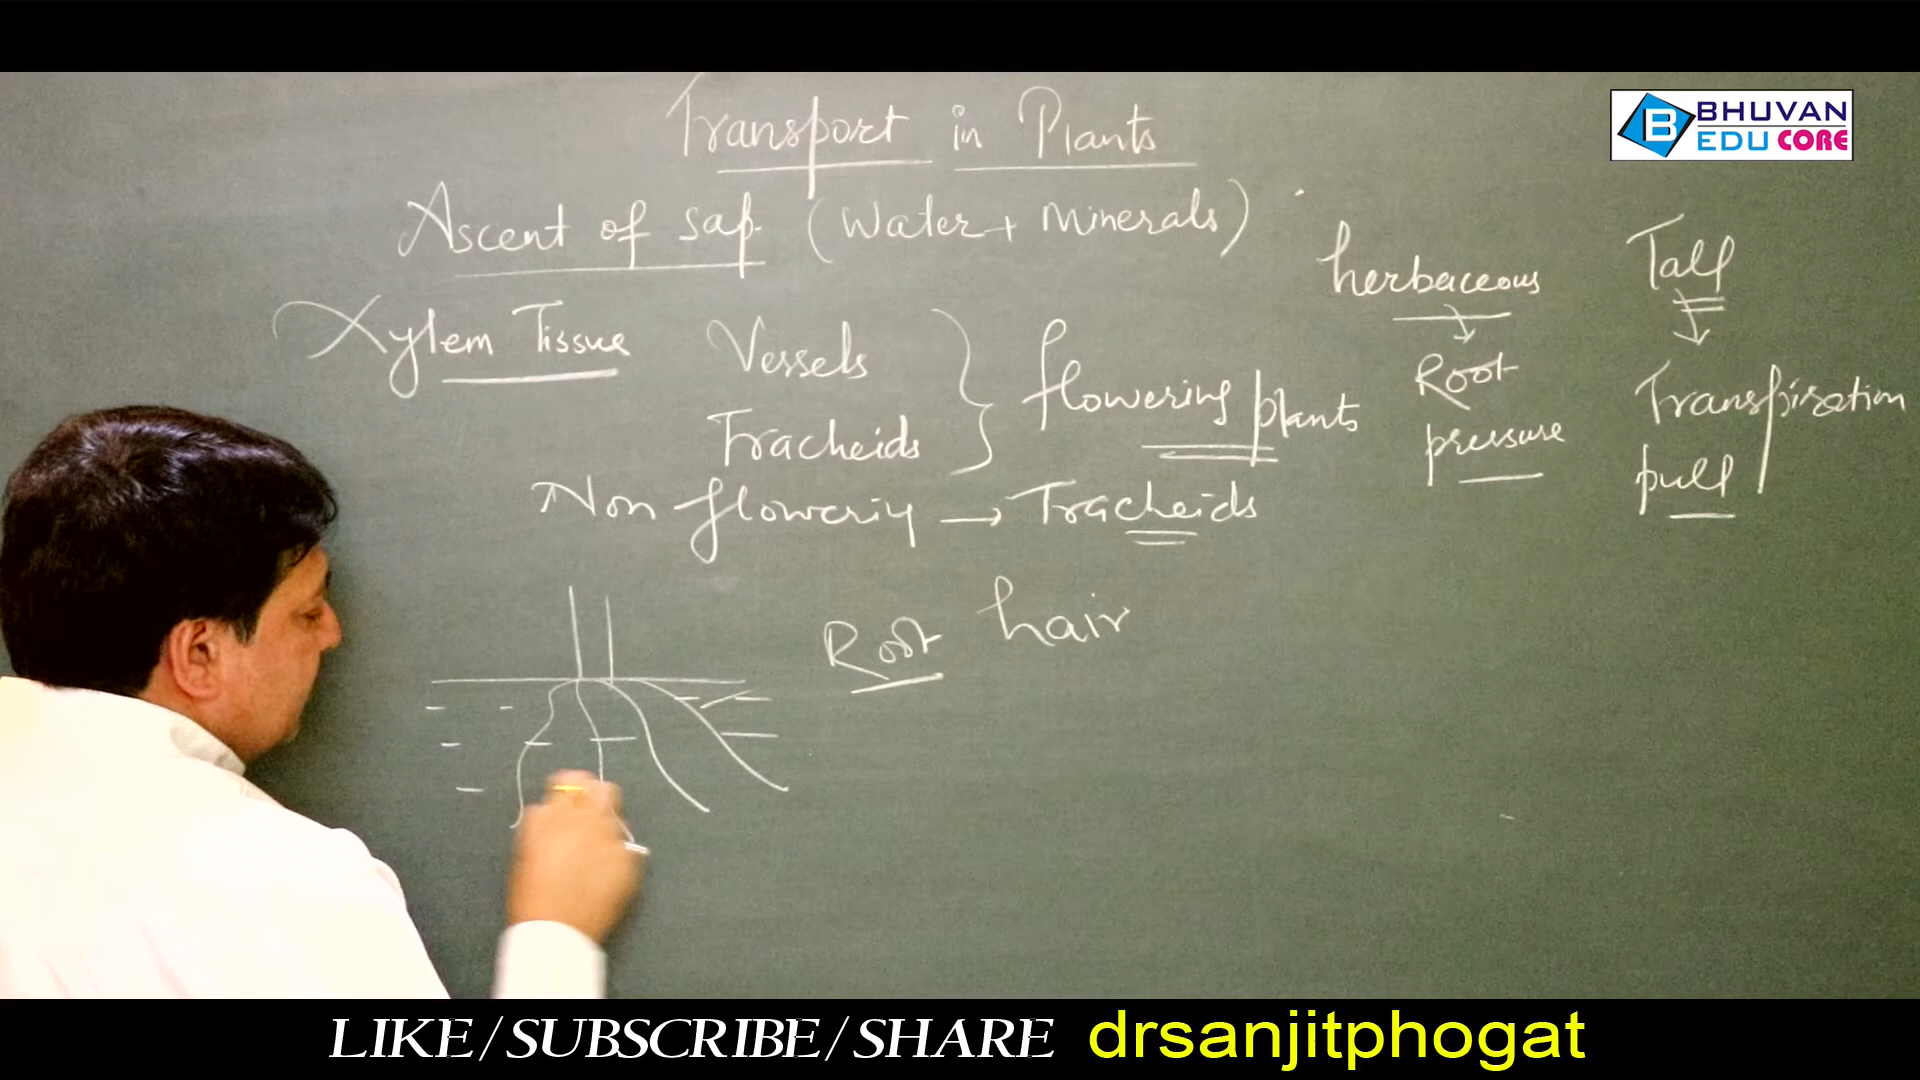 Transport in Plants
BHUVAN
EDU CORE
B
Ascent of sap. (Water + Minerals)
herbaceous
Tall
Xylem Tissue
Vessels
Tracheids
flowering plants
Root
pressure
Transpiration
pull
Non flowering → Tracheids
Root hair
LIKE/SUBSCRIBE/SHARE drsanjitphogat